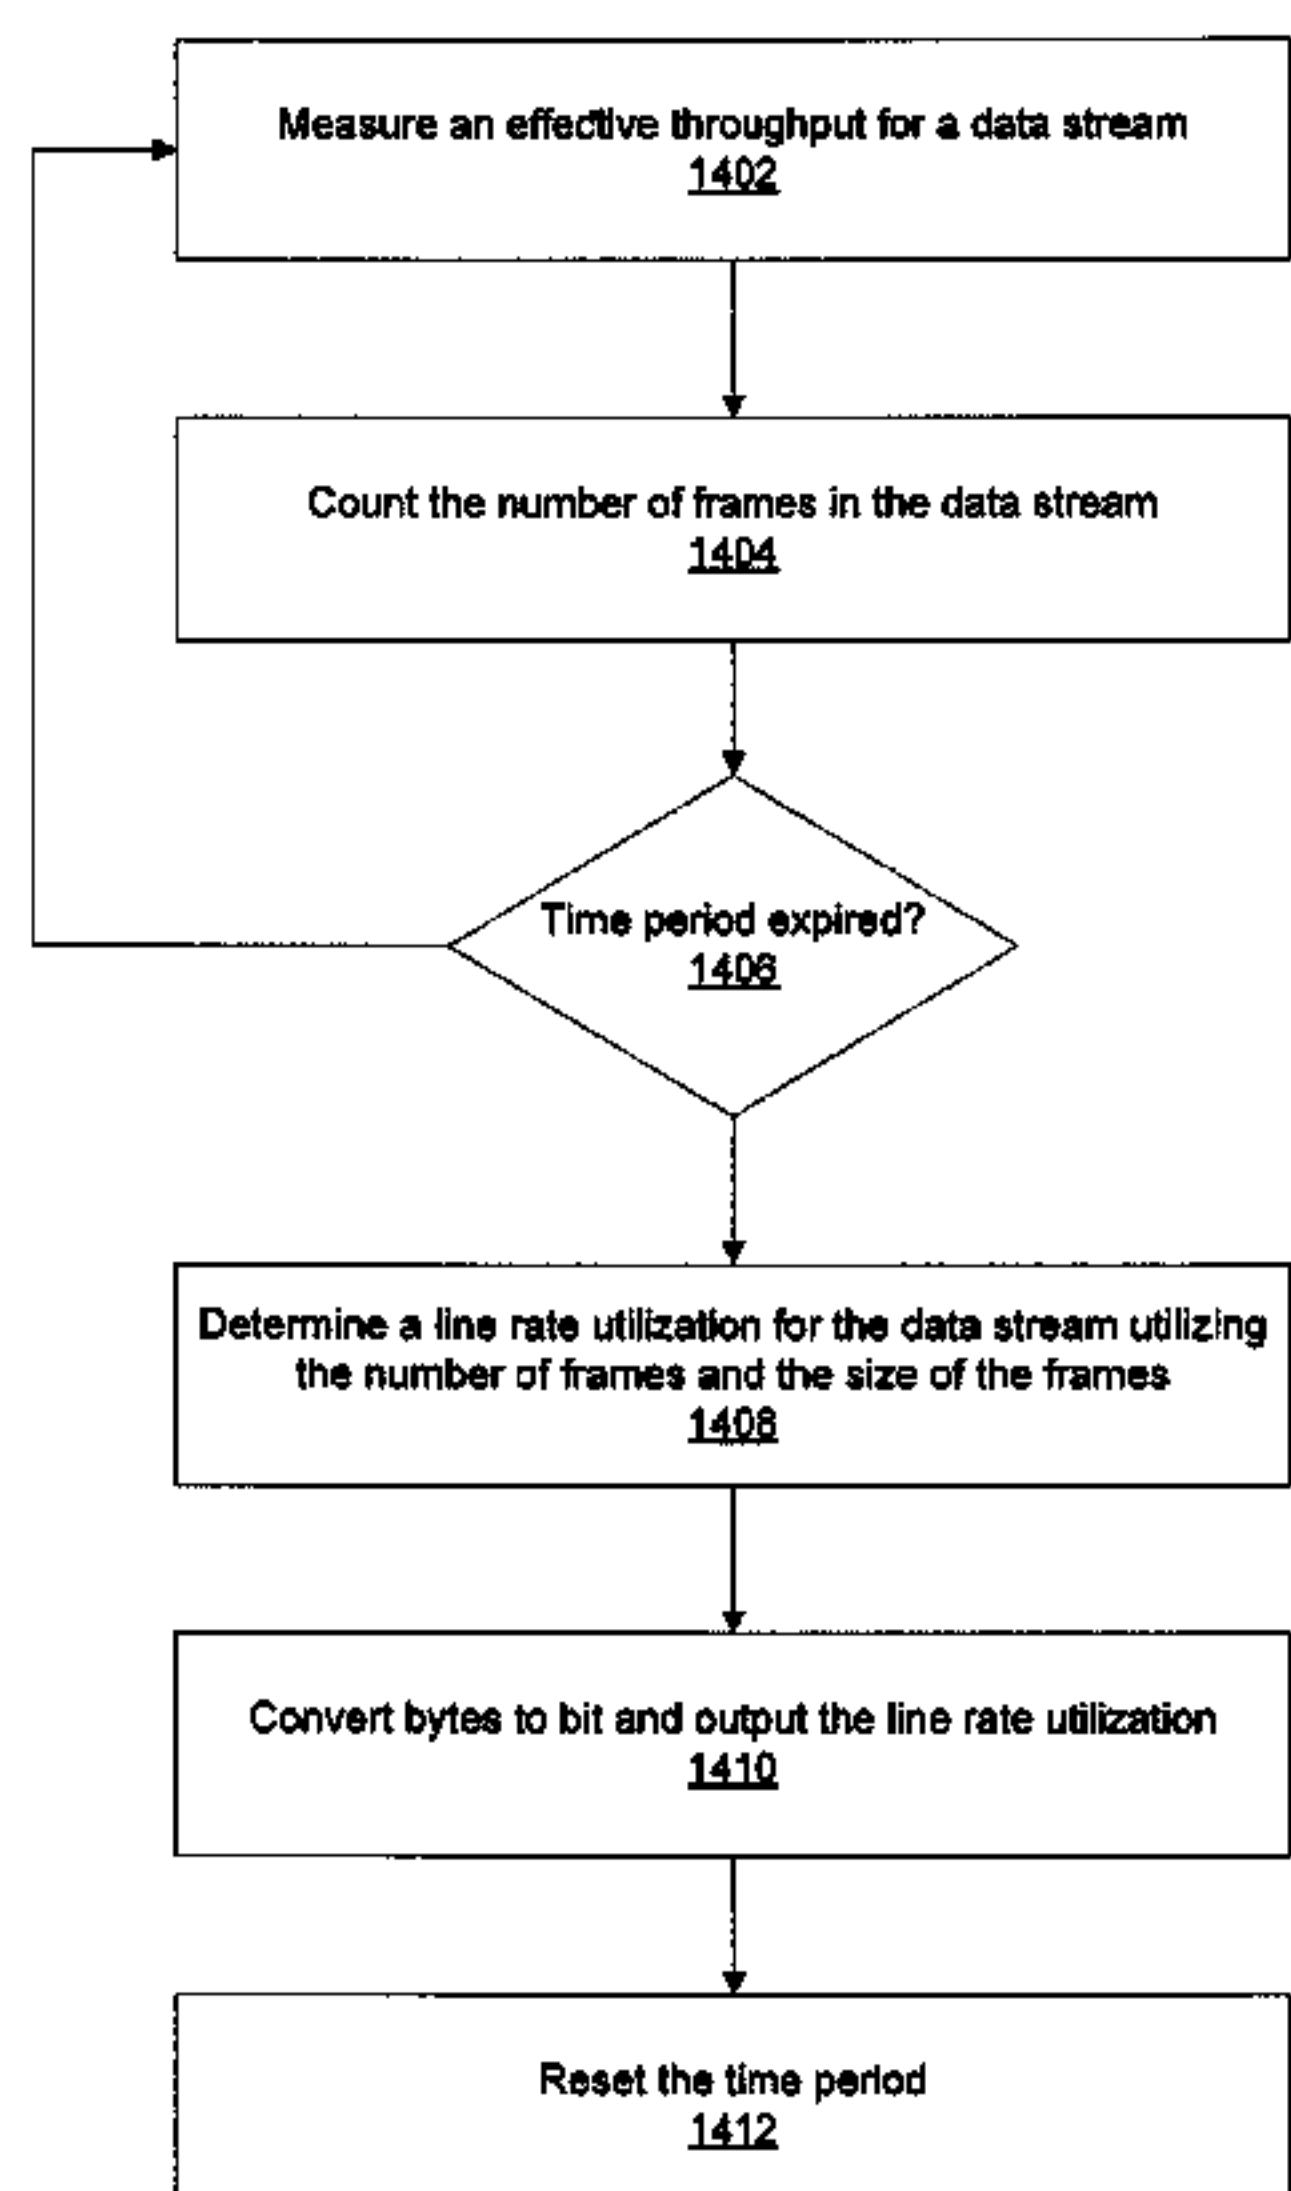 Measure an effective throughput for a data stream
1402
Count the number of frames in the data stream
1404
Time period expired?
1406
Determine a line rate utilization for the data stream utilizing
the number of frames and the size of the frames
1408
Convert bytes to bit and output the line rate utilization
1410
Reset the time period
1412